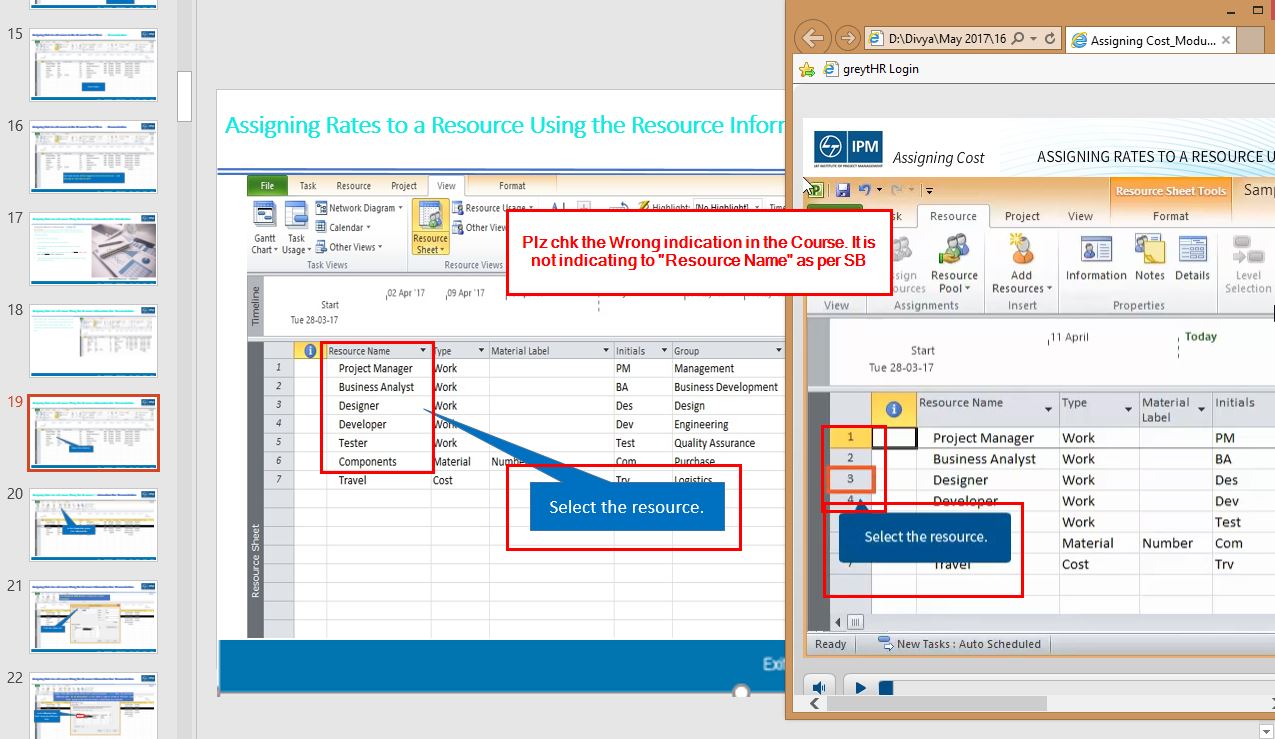 15
16
17
18
19
20
21
22
Assigning Rates to a Resource Using the Resource Infor
File Task Resource Project View Format
Gantt Chart Task Usage Network Diagram Calendar Other Views Resource Sheet Resource Usage Other View Highlight: [No Highlight]
Task Views Resource Views
Plz chk the Wrong indication in the Course. It is
not indicating to "Resource Name" as per SB
Timeline
02 Apr '17 09 Apr '17
Start
Tue 28-03-17
Resource Name Type Material Label Initials Group
1 Project Manager Work PM Management
2 Business Analyst Work BA Business Development
3 Designer Work Des Design
4 Developer Work Dev Engineering
5 Tester Work Test Quality Assurance
6 Components Material Number Com Purchase
7 Travel Cost Trv Logistics
Select the resource.
Resource Sheet
Exit
D:\Divya\May 2017\16
Assigning Cost_Modu...
greytHR Login
IPM
L&T INSTITUTE OF PROJECT MANAGEMENT
Assigning Cost
ASSIGNING RATES TO A RESOURCE U
Resource Sheet Tools Samp
sk Resource Project View Format
Resource Pool Add Resources Information Notes Details Level Selection
View Assignments Insert Properties
11 April Today
Start
Tue 28-03-17
Resource Name Type Material Label Initials
1 Project Manager Work PM
2 Business Analyst Work BA
3 Designer Work Des
4 Developer Work Dev
Work Test
Material Number Com
7 Travel Cost Trv
Select the resource.
Ready New Tasks : Auto Scheduled